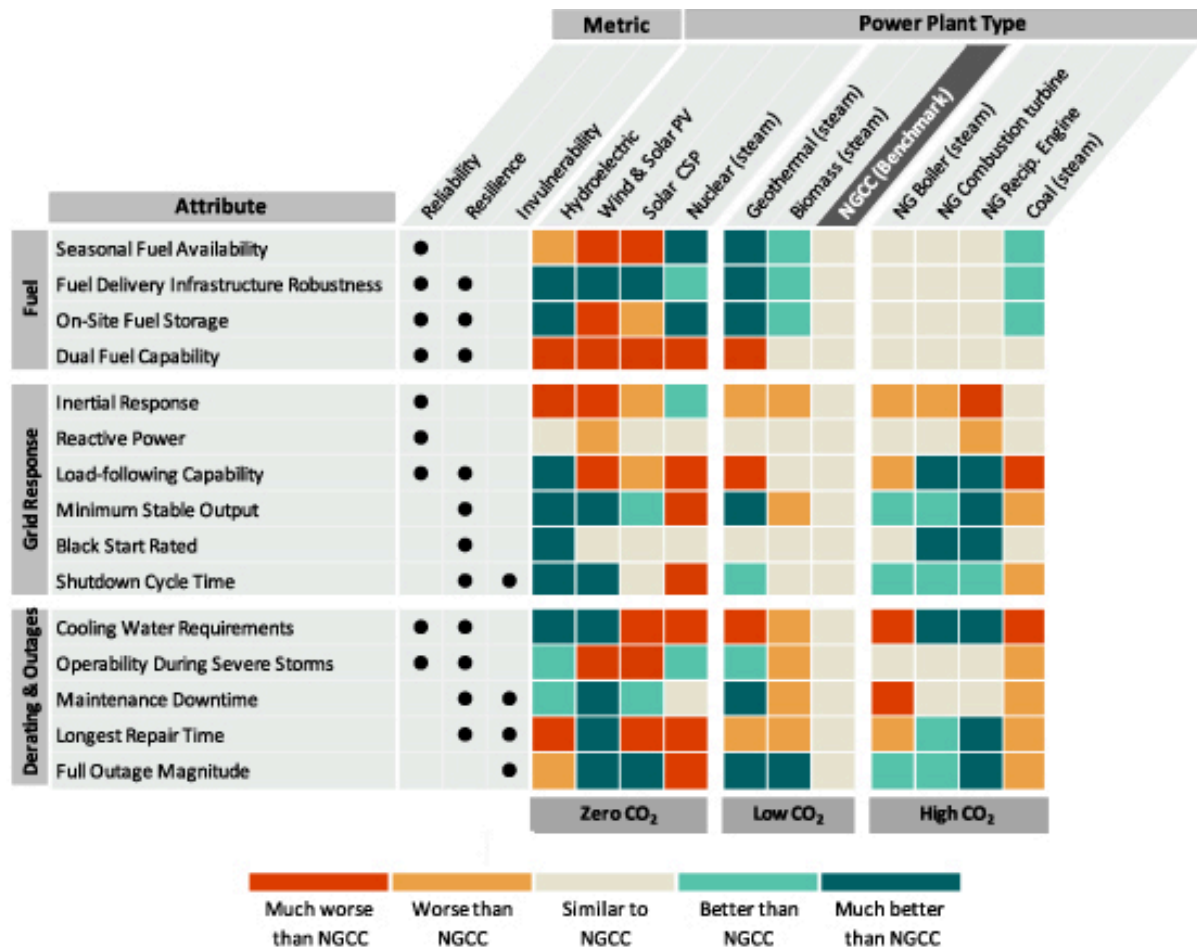 Metric
Power Plant Type
Reliability
Resilience
Invulnerability
Hydroelectric
Wind & Solar PV
Solar CSP
Nuclear (steam)
Geothermal (steam)
Biomass (steam)
NGCC (Benchmark)
NG Boiler (steam)
NG Combustion turbine
NG Recip. Engine
Coal (steam)
Attribute
Fuel
Seasonal Fuel Availability
Fuel Delivery Infrastructure Robustness
On-Site Fuel Storage
Dual Fuel Capability
Grid Response
Inertial Response
Reactive Power
Load-following Capability
Minimum Stable Output
Black Start Rated
Shutdown Cycle Time
Derating & Outages
Cooling Water Requirements
Operability During Severe Storms
Maintenance Downtime
Longest Repair Time
Full Outage Magnitude
Zero CO₂
Low CO₂
High CO₂
Much worse
than NGCC
Worse than
NGCC
Similar to
NGCC
Better than
NGCC
Much better
than NGCC